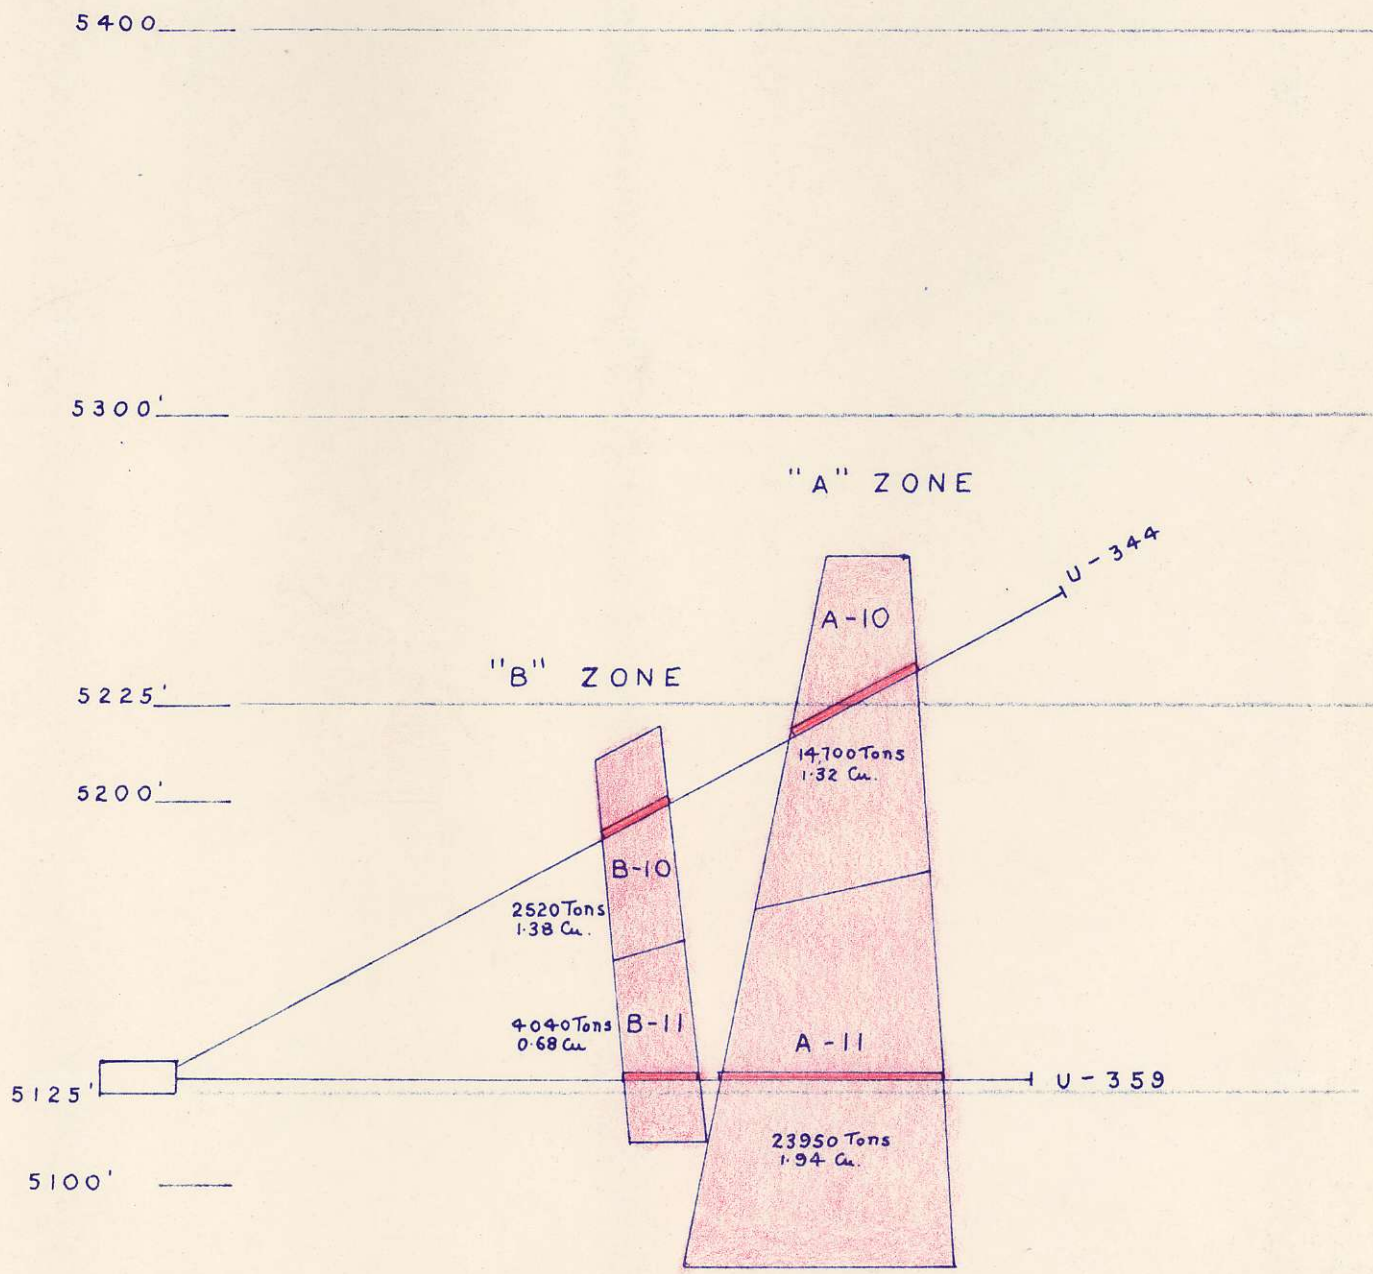 5400
5300'
"A" ZONE
U-344
A-10
"B" ZONE
5225'
14,700 Tons
1.32 Cu.
5200'
B-10
2520 Tons
1.38 Cu.
4040 Tons
0.68 Cu
B-11
A-11
5125'
U-359
23950 Tons
1.94 Cu.
5100'